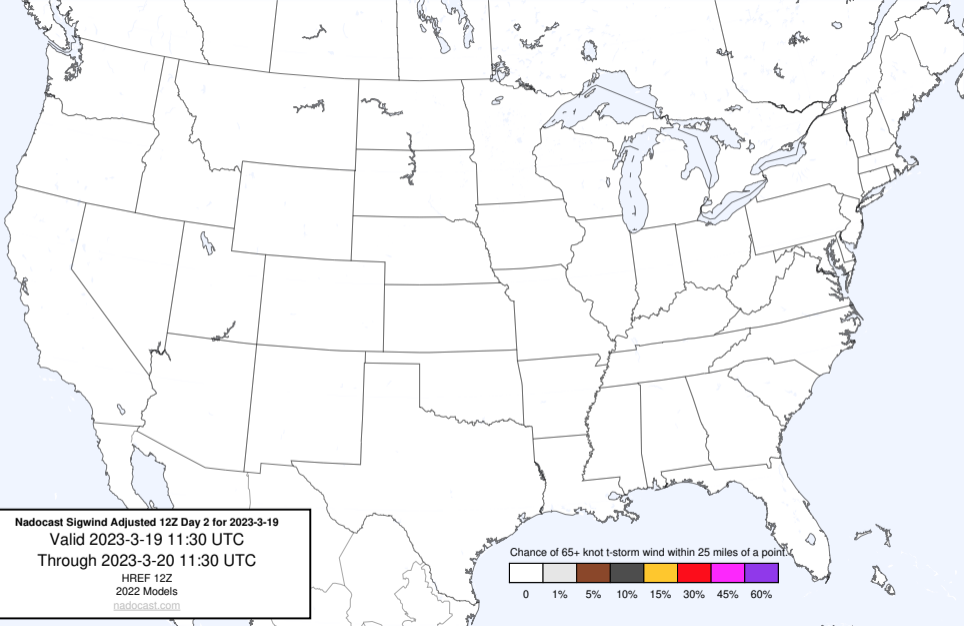 Nadocast Sigwind Adjusted 12Z Day 2 for 2023-3-19
Valid 2023-3-19 11:30 UTC
Through 2023-3-20 11:30 UTC
HREF 12Z
2022 Models
nadocast.com
Chance of 65+ knot t-storm wind within 25 miles of a point.
0 1% 5% 10% 15% 30% 45% 60%